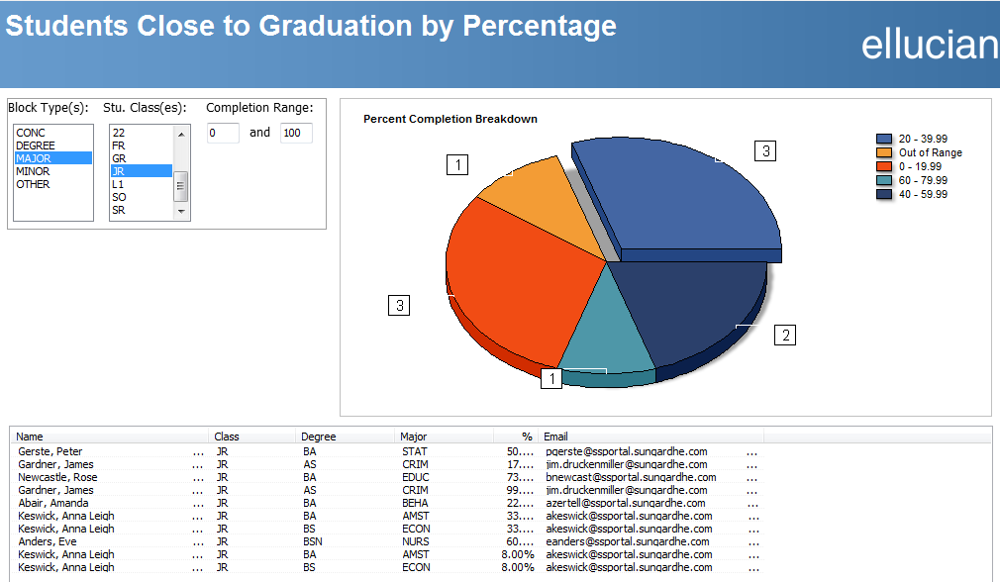 Students Close to Graduation by Percentage
ellucian
Block Type(s): Stu. Class(es): Completion Range:
CONC
DEGREE
MAJOR
MINOR
OTHER
22
FR
GR
JR
L1
SO
SR
0 and 100
Percent Completion Breakdown
1
3
3
1
2
20 - 39.99
Out of Range
0 - 19.99
60 - 79.99
40 - 59.99
Name Class Degree Major % Email
Gerste, Peter ... JR BA STAT 50.... pgerste@ssportal.sungardhe.com ...
Gardner, James ... JR AS CRIM 17.... jim.druckenmiller@sungardhe.com ...
Newcastle, Rose ... JR BA EDUC 73.... bnewcast@ssportal.sungardhe.com ...
Gardner, James ... JR AS CRIM 99.... jim.druckenmiller@sungardhe.com ...
Abair, Amanda ... JR BA BEHA 22.... azertell@ssportal.sungardhe.com ...
Keswick, Anna Leigh ... JR BA AMST 33.... akeswick@ssportal.sungardhe.com ...
Keswick, Anna Leigh ... JR BS ECON 33.... akeswick@ssportal.sungardhe.com ...
Anders, Eve ... JR BSN NURS 60.... eanders@ssportal.sungardhe.com ...
Keswick, Anna Leigh ... JR BA AMST 8.00% akeswick@ssportal.sungardhe.com ...
Keswick, Anna Leigh ... JR BS ECON 8.00% akeswick@ssportal.sungardhe.com ...